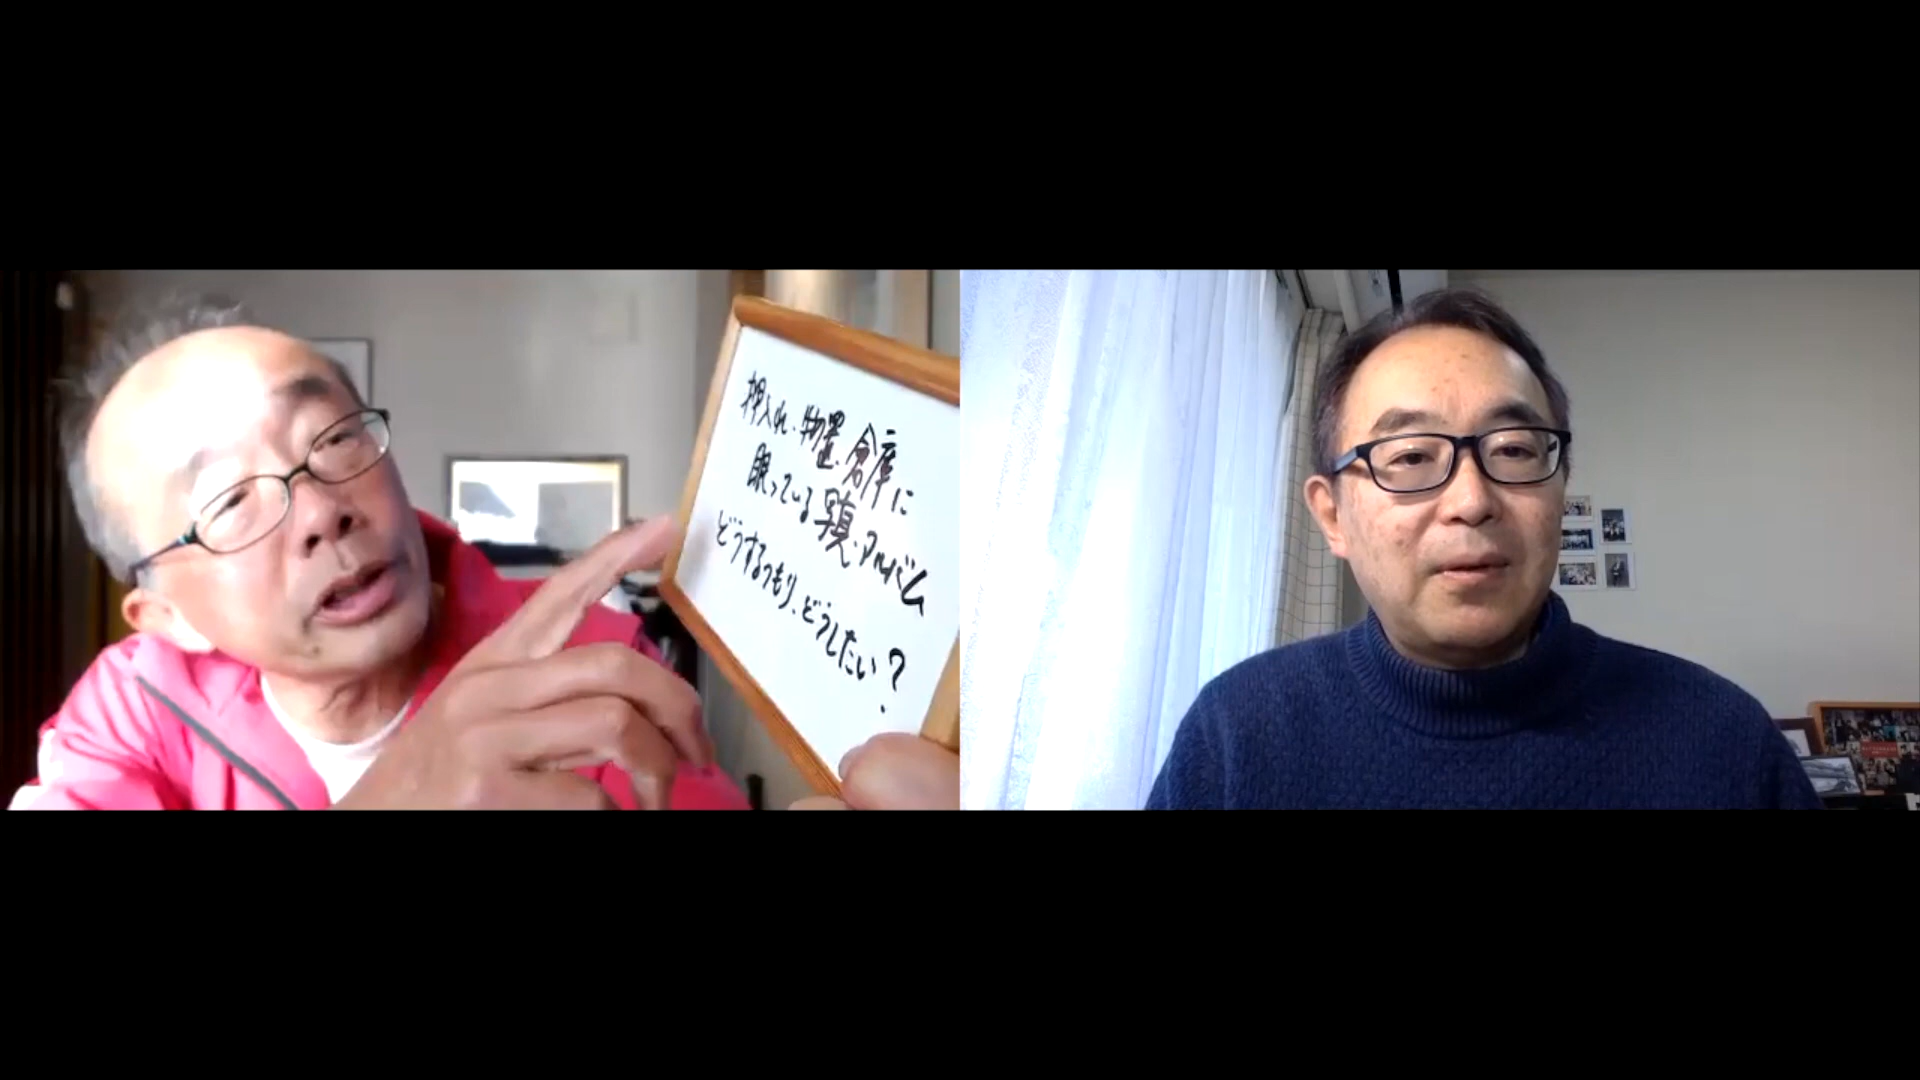 押入れ・物置・倉庫に
眠っている写真・アルバム
どうするつもり、どうしたい?